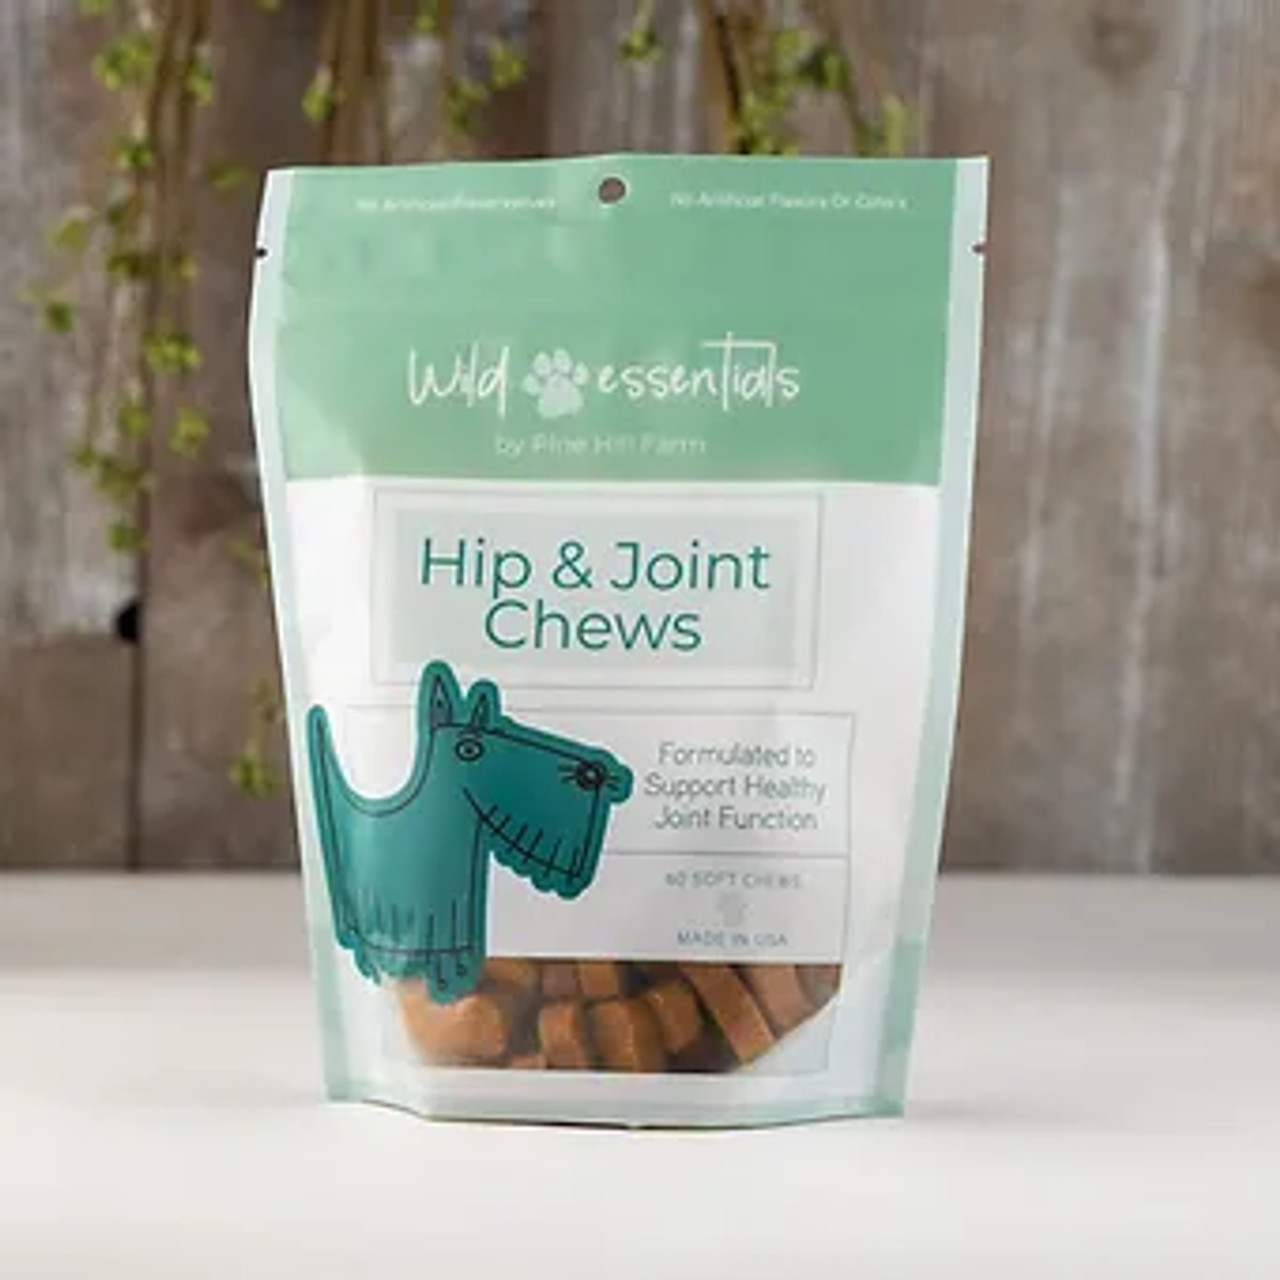 No Artificial Preservatives
No Artificial Flavors Or Colors
Wild essentials
by Pine Hill Farm
Hip & Joint
Chews
Formulated to
Support Healthy
Joint Function
60 SOFT CHEWS
MADE IN USA